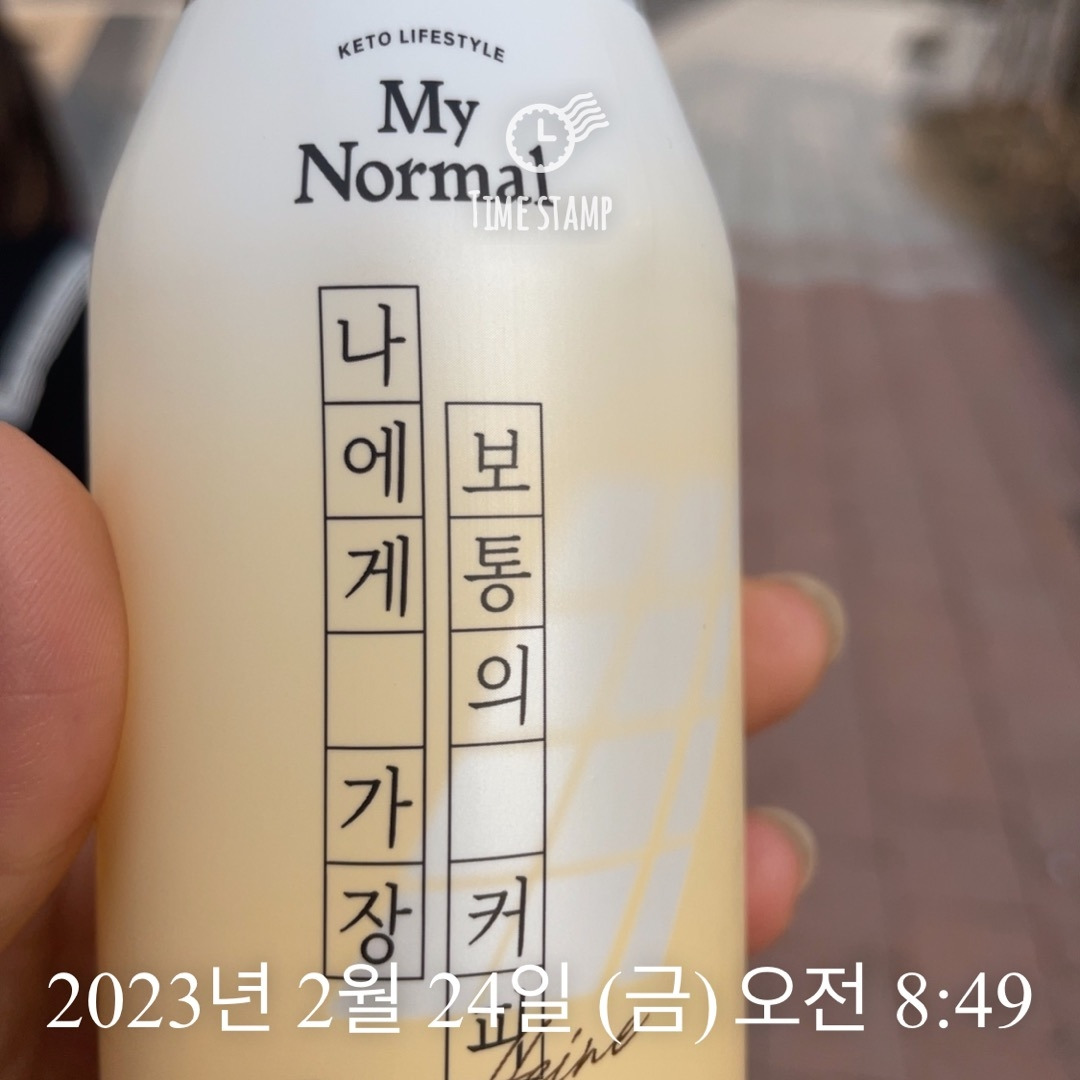 KETO LIFESTYLE
My
Normal
TIME STAMP
나에게 가장
보통의 커피
2023년 2월 24일 (금) 오전 8:49